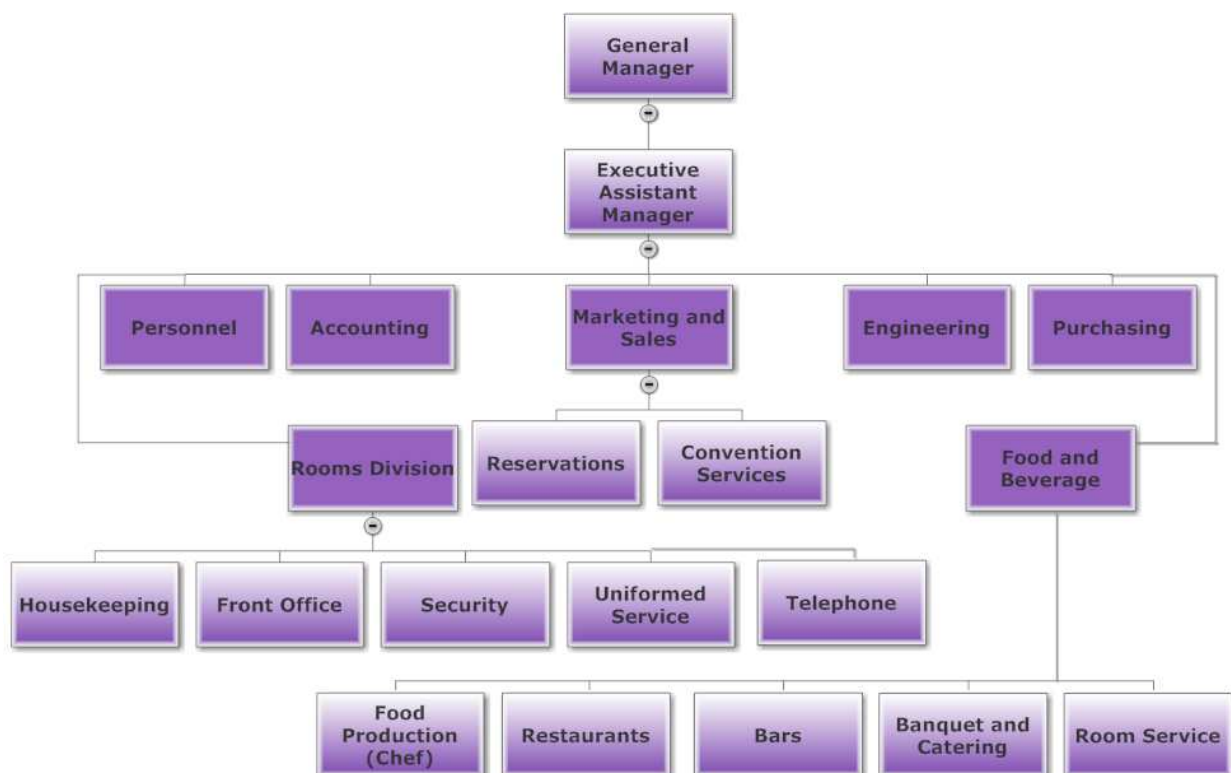 General
Manager
Executive
Assistant
Manager
Personnel
Accounting
Marketing and
Sales
Engineering
Purchasing
Rooms Division
Reservations
Convention
Services
Food and
Beverage
Housekeeping
Front Office
Security
Uniformed
Service
Telephone
Food
Production
(Chef)
Restaurants
Bars
Banquet and
Catering
Room Service